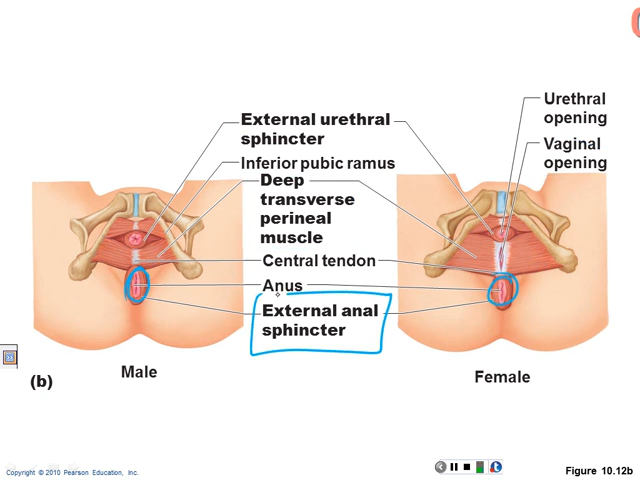 Urethral
opening
External urethral
sphincter
Vaginal
opening
Inferior pubic ramus
Deep
transverse
perineal
muscle
Central tendon
Anus
External anal
sphincter
Male
Female
(b)
Copyright © 2010 Pearson Education, Inc.
Figure 10.12b